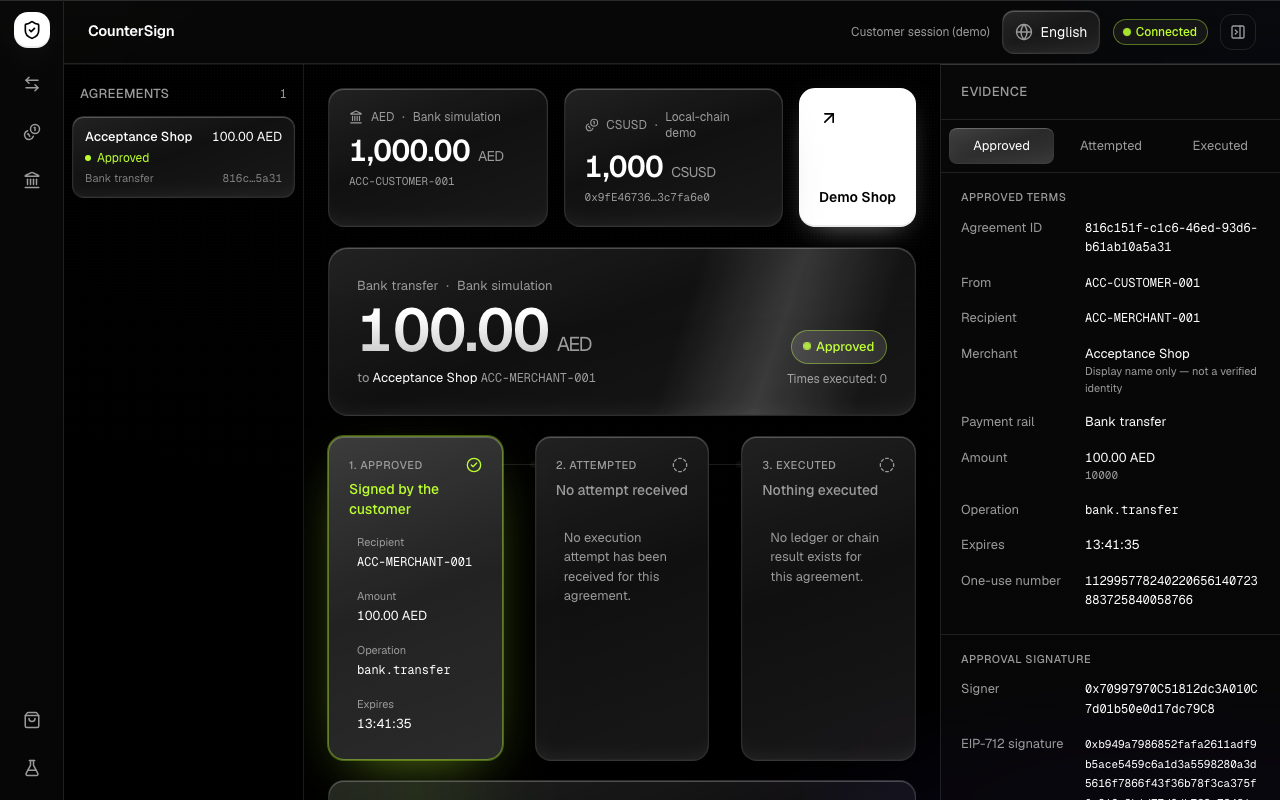 CounterSign
Customer session (demo)
English
Connected
AGREEMENTS 1
Acceptance Shop 100.00 AED
Approved
Bank transfer 816c…5a31
AED · Bank simulation
1,000.00 AED
ACC-CUSTOMER-001
CSUSD · Local-chain
demo
1,000 CSUSD
0x9fE46736…3c7fa6e0
Demo Shop
Bank transfer · Bank simulation
100.00 AED
to Acceptance Shop ACC-MERCHANT-001
Approved
Times executed: 0
1. APPROVED
Signed by the
customer
Recipient
ACC-MERCHANT-001
Amount
100.00 AED
Operation
bank.transfer
Expires
13:41:35
2. ATTEMPTED
No attempt received
No execution
attempt has been
received for this
agreement.
3. EXECUTED
Nothing executed
No ledger or chain
result exists for
this agreement.
EVIDENCE
Approved Attempted Executed
APPROVED TERMS
Agreement ID 816c151f-c1c6-46ed-93d6-
b61ab10a5a31
From ACC-CUSTOMER-001
Recipient ACC-MERCHANT-001
Merchant Acceptance Shop
Display name only — not a verified
identity
Payment rail Bank transfer
Amount 100.00 AED
10000
Operation bank.transfer
Expires 13:41:35
One-use number 112995778240220656140723
883725840058766
APPROVAL SIGNATURE
Signer 0x70997970C51812dc3A010C
7d01b50e0d17dc79C8
EIP-712 signature 0xb949a7986852fafa2611adf9
b5ace5459c6a1d3a5598280a3d
5616f7866f43f36b78f3ca375f